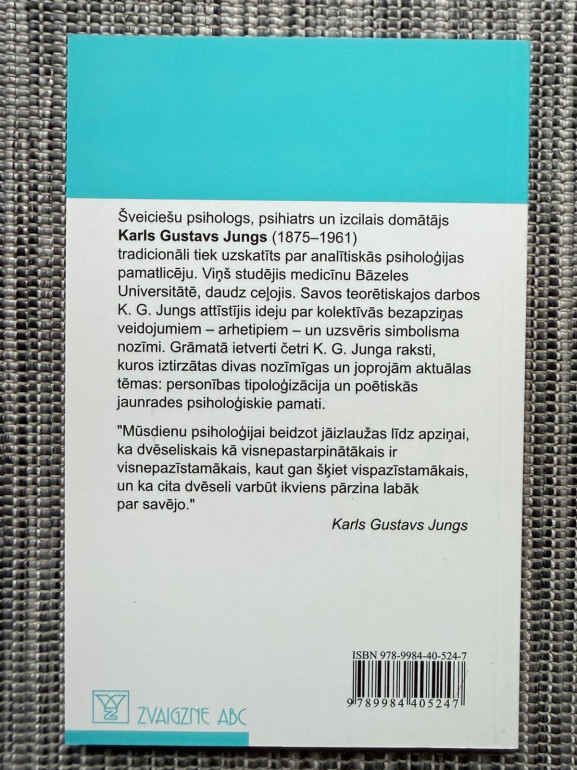 Šveiciešu psihologs, psihiatrs un izcilais domātājs
Karls Gustavs Jungs (1875–1961)
tradicionāli tiek uzskatīts par analītiskās psiholoģijas
pamatlicēju. Viņš studējis medicīnu Bāzeles
Universitātē, daudz ceļojis. Savos teorētiskajos darbos
K. G. Jungs attīstījis ideju par kolektīvās bezapziņas
veidojumiem – arhetipiem – un uzsvēris simbolisma
nozīmi. Grāmatā ietverti četri K. G. Junga raksti,
kuros iztirzātas divas nozīmīgas un joprojām aktuālas
tēmas: personības tipoloģizācija un poētiskās
jaunrades psiholoģiskie pamati.
"Mūsdienu psiholoģijai beidzot jāizlaužas līdz apziņai,
ka dvēseliskais kā visnepastarpinātākais ir
visnepazīstamākais, kaut gan šķiet vispazīstamākais,
un ka cita dvēseli varbūt ikviens pārzina labāk
par savējo."
Karls Gustavs Jungs
ISBN 978-9984-40-524-7
9 789984 405247
ZVAIGZNE ABC